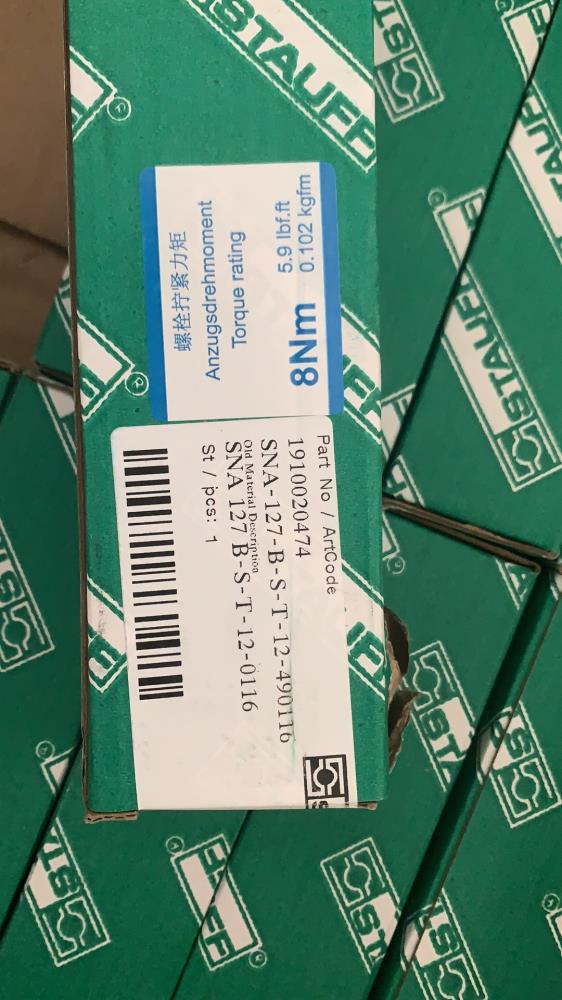 STAUFF
螺栓拧紧力矩
Anzugsdrehmoment
Torque rating
8Nm
5.9 lbf.ft
0.102 kgfm
Part No / ArtCode
1910020474
SNA-127-B-S-T-12-490116
Old Material Description
SNA 127 B-S-T-12-0116
St / pcs: 1
STAUFF